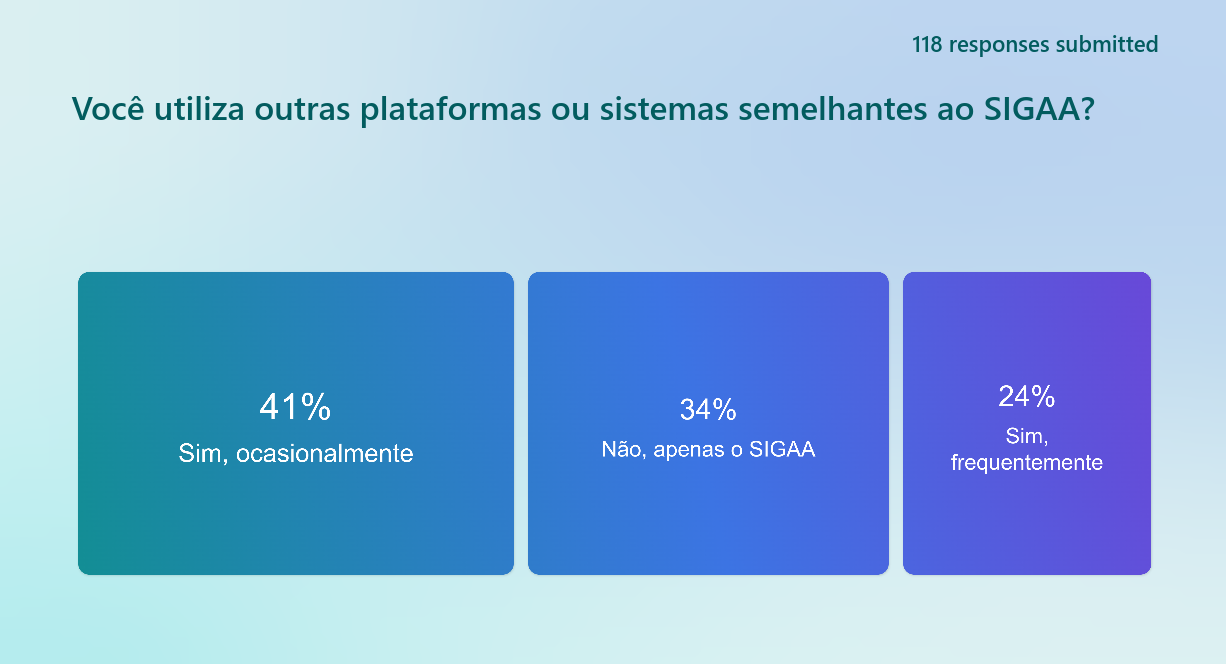 118 responses submitted
Você utiliza outras plataformas ou sistemas semelhantes ao SIGAA?
41%
Sim, ocasionalmente
34%
Não, apenas o SIGAA
24%
Sim,
frequentemente